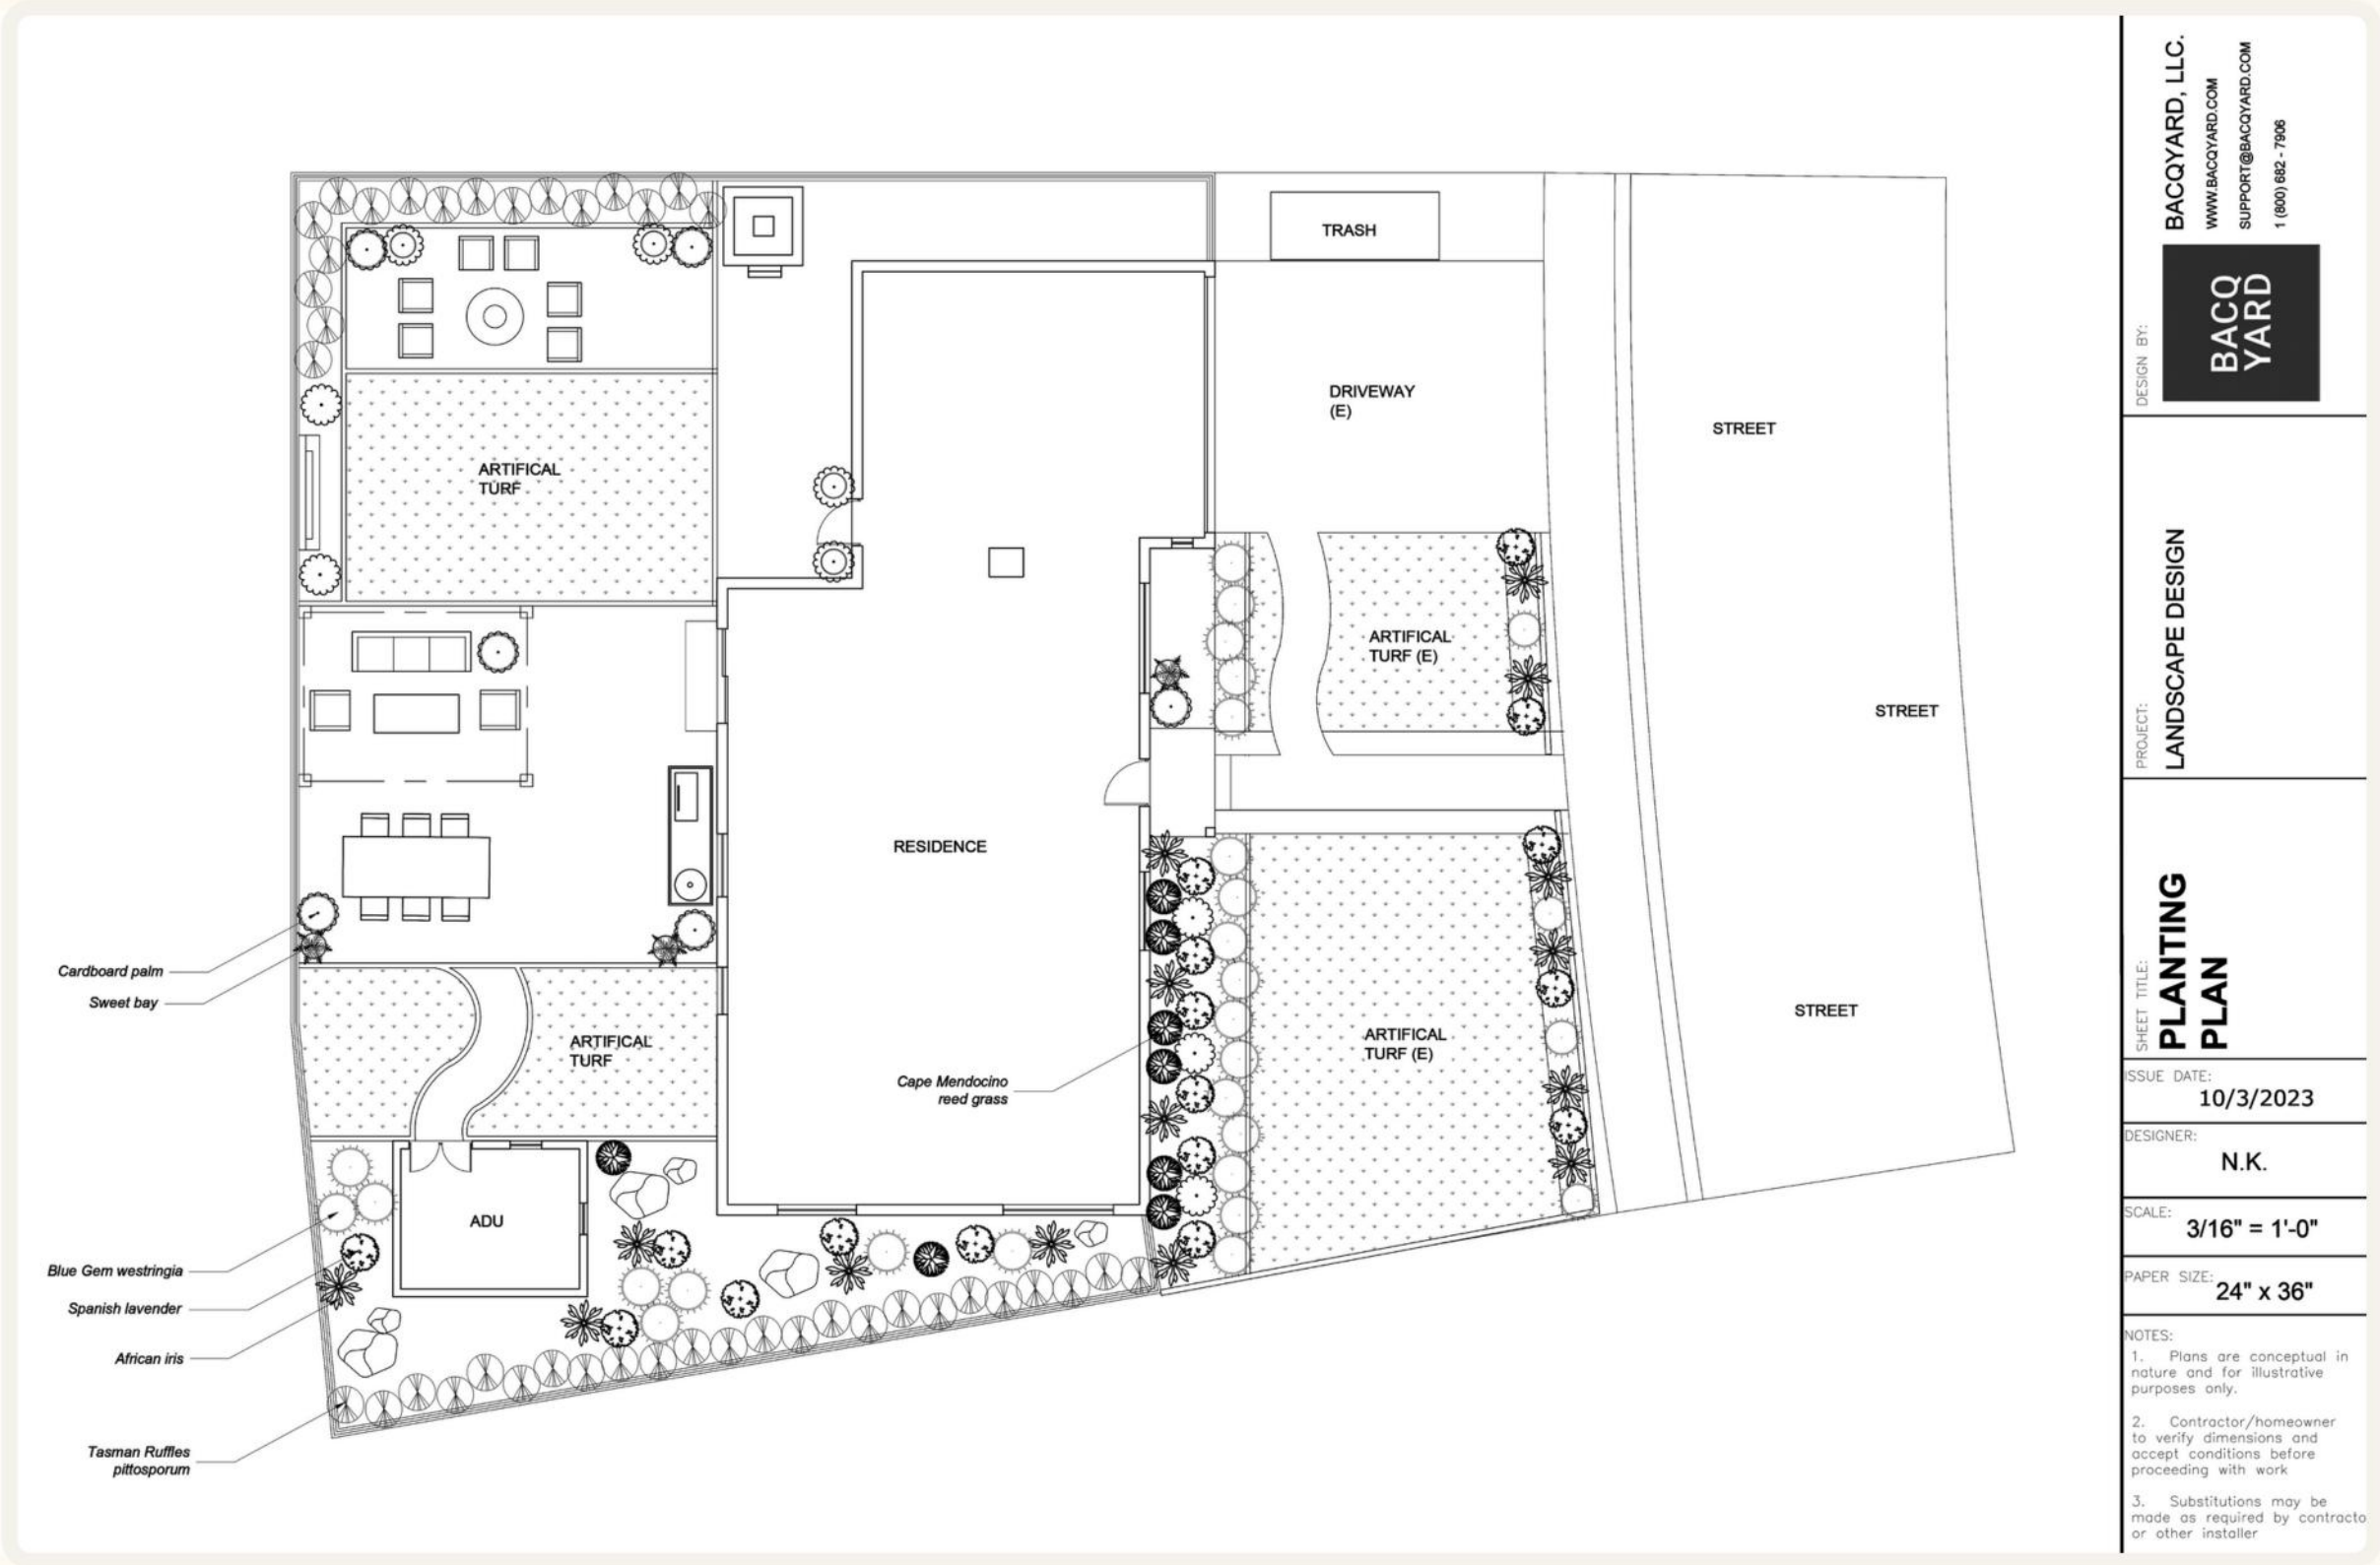 TRASH
DRIVEWAY
(E)
STREET
ARTIFICAL
TURF
ARTIFICAL
TURF (E)
STREET
RESIDENCE
Cardboard palm
Sweet bay
ARTIFICAL
TURF
Cape Mendocino
reed grass
ARTIFICAL
TURF (E)
STREET
ADU
Blue Gem westringia
Spanish lavender
African iris
Tasman Ruffles
pittosporum
DESIGN BY:
BACQYARD, LLC.
WWW.BACQYARD.COM
SUPPORT@BACQYARD.COM
1 (800) 682 - 7906
BACQ
YARD
PROJECT:
LANDSCAPE DESIGN
SHEET TITLE:
PLANTING
PLAN
ISSUE DATE:
10/3/2023
DESIGNER:
N.K.
SCALE:
3/16" = 1'-0"
PAPER SIZE:
24" x 36"
NOTES:
1. Plans are conceptual in
nature and for illustrative
purposes only.
2. Contractor/homeowner
to verify dimensions and
accept conditions before
proceeding with work
3. Substitutions may be
made as required by contracto
or other installer